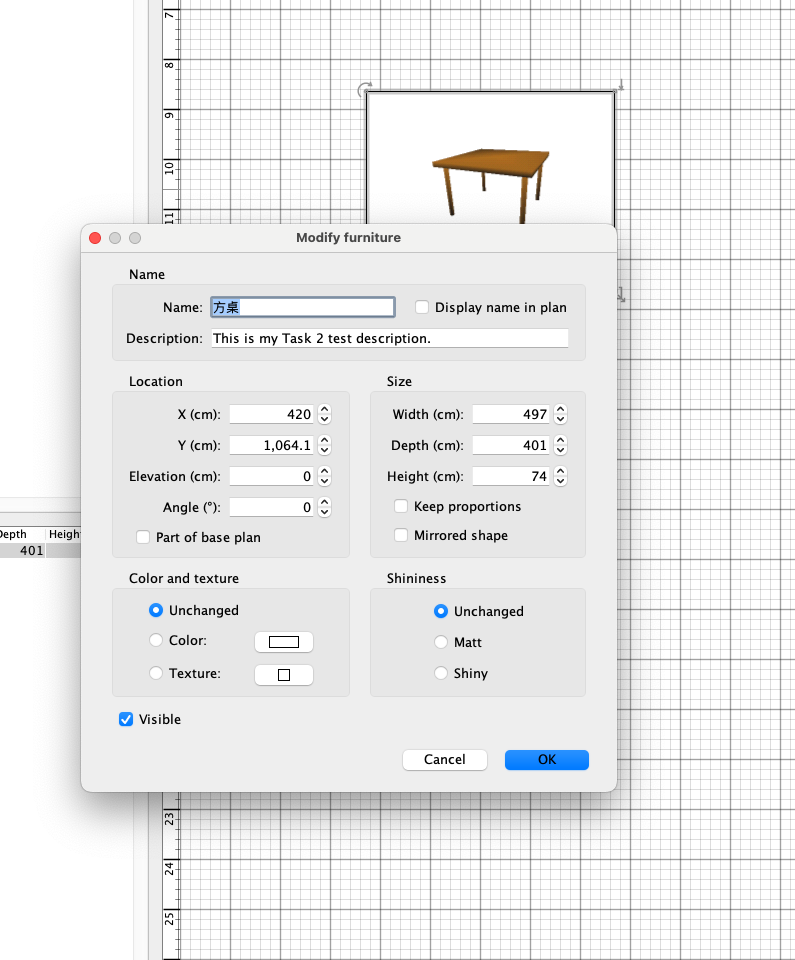 7
8
9
10
11
Modify furniture
Name
Name: 方桌 Display name in plan
Description: This is my Task 2 test description.
Location Size
X (cm): 420 Width (cm): 497
Y (cm): 1,064.1 Depth (cm): 401
Elevation (cm): 0 Height (cm): 74
Angle (°): 0 Keep proportions
Part of base plan Mirrored shape
Depth Heigh
401
Color and texture Shininess
Unchanged Unchanged
Color: Matt
Texture: Shiny
Visible
Cancel OK
23
24
25